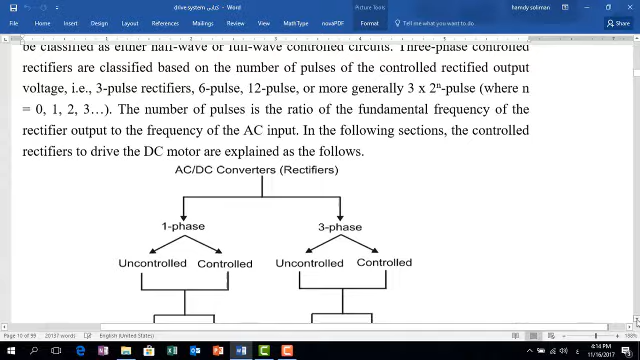 drive system كتابى - Word
Picture Tools
hamdy soliman
File Home Insert Design Layout References Mailings Review View MathType novaPDF Format Tell me what you want to do... Share
be classified as either half-wave or full-wave controlled circuits. Three-phase controlled
rectifiers are classified based on the number of pulses of the controlled rectified output
voltage, i.e., 3-pulse rectifiers, 6-pulse, 12-pulse, or more generally 3 x 2ⁿ-pulse (where n
= 0, 1, 2, 3…). The number of pulses is the ratio of the fundamental frequency of the
rectifier output to the frequency of the AC input. In the following sections, the controlled
rectifiers to drive the DC motor are explained as the follows.
AC/DC Converters (Rectifiers)
1-phase 3-phase
Uncontrolled Controlled Uncontrolled Controlled
Page 10 of 99 20137 words English (United States) 188%
4:14 PM
11/16/2017